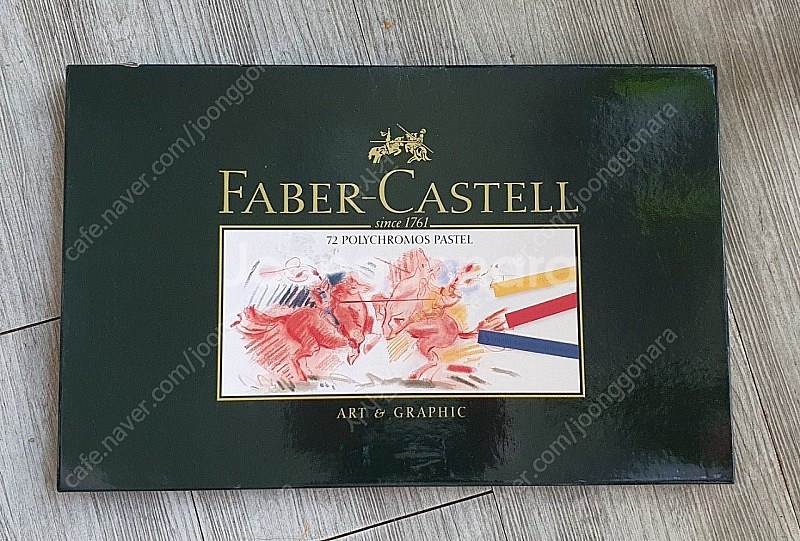 FABER-CASTELL
since 1761
72 POLYCHROMOS PASTEL
Joonggonara
ART & GRAPHIC
cafe.naver.com/joonggonara
cafe.naver.com/joonggonara
cafe.naver.com/joonggonara
cafe.naver.com/joonggonara